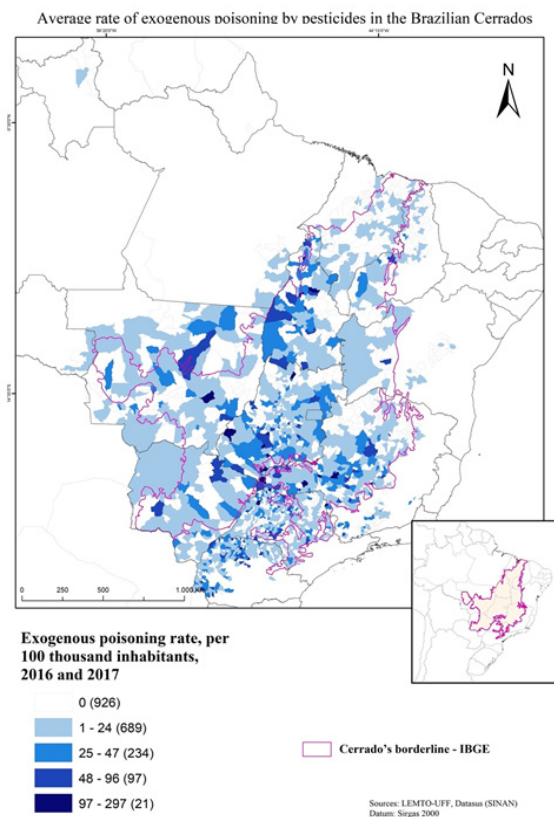 Average rate of exogenous poisoning by pesticides in the Brazilian Cerrados
N
0 250 500 1.000 km
Exogenous poisoning rate, per
100 thousand inhabitants,
2016 and 2017
0 (926)
1 - 24 (689)
25 - 47 (234)
48 - 96 (97)
97 - 297 (21)
Cerrado's borderline - IBGE
Sources: LEMTO-UFF, Datasus (SINAN)
Datum: Sirgas 2000